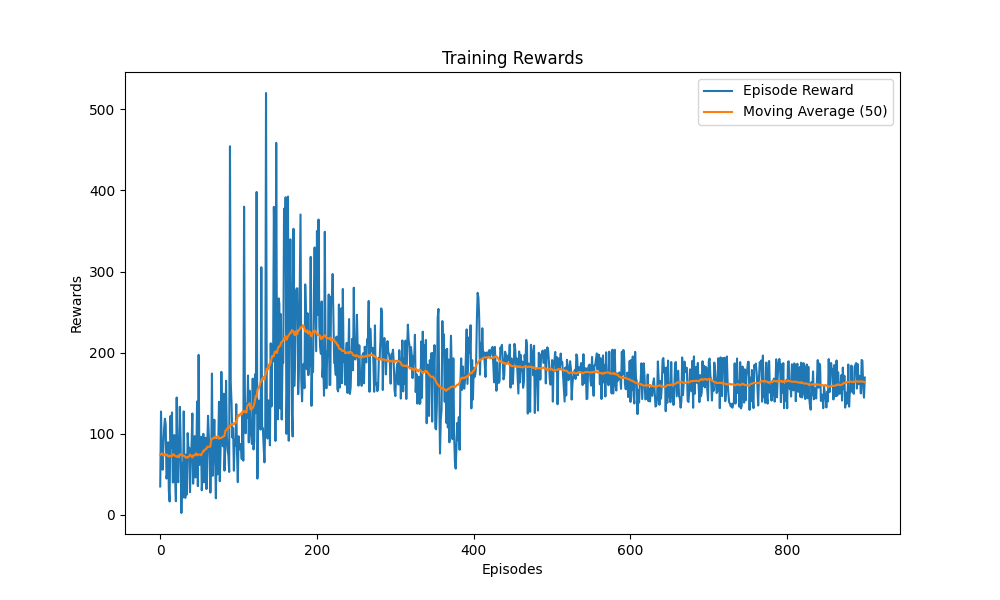 Training Rewards
Episode Reward
Moving Average (50)
Rewards
500
400
300
200
100
0
0 200 400 600 800
Episodes